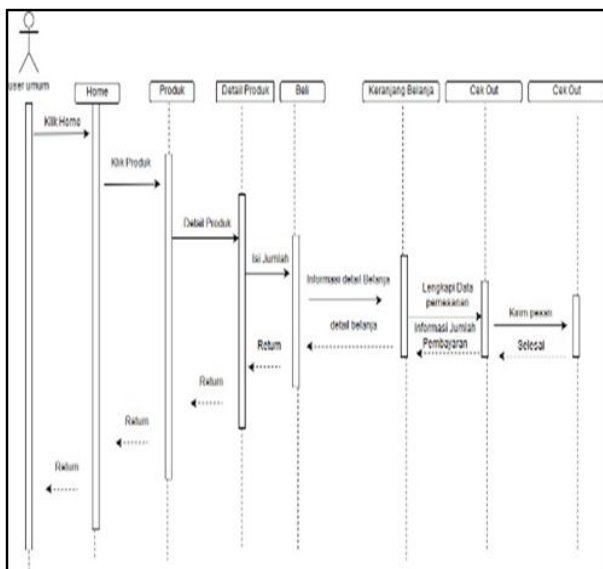 user umum
Home
Produk
Detail Produk
Beli
Keranjang Belanja
Cek Out
Cek Out
Klik Home
Klik Produk
Detail Produk
Isi Jumlah
Informasi detail Belanja
Lengkapi Data
pemesanan
Kirim pesan
detail belanja
Informasi Jumlah
Pembayaran
Selesai
Return
Return
Return
Return